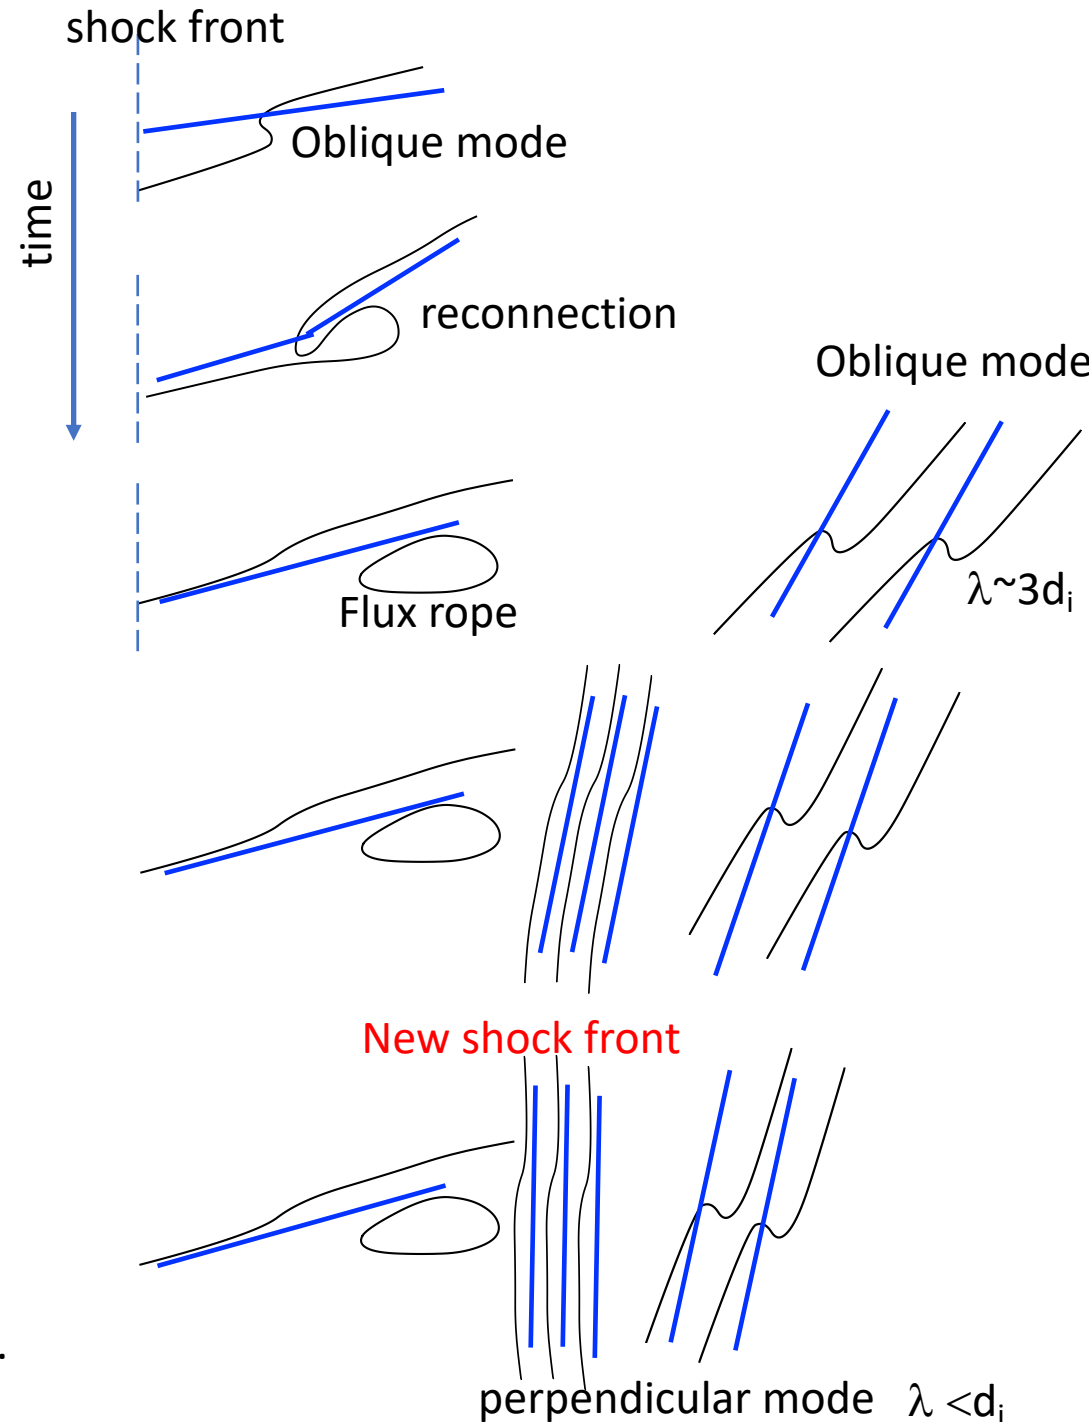 shock front
time
Oblique mode
reconnection
Oblique mode
Flux rope
λ~3dᵢ
New shock front
.
perpendicular mode λ <dᵢ